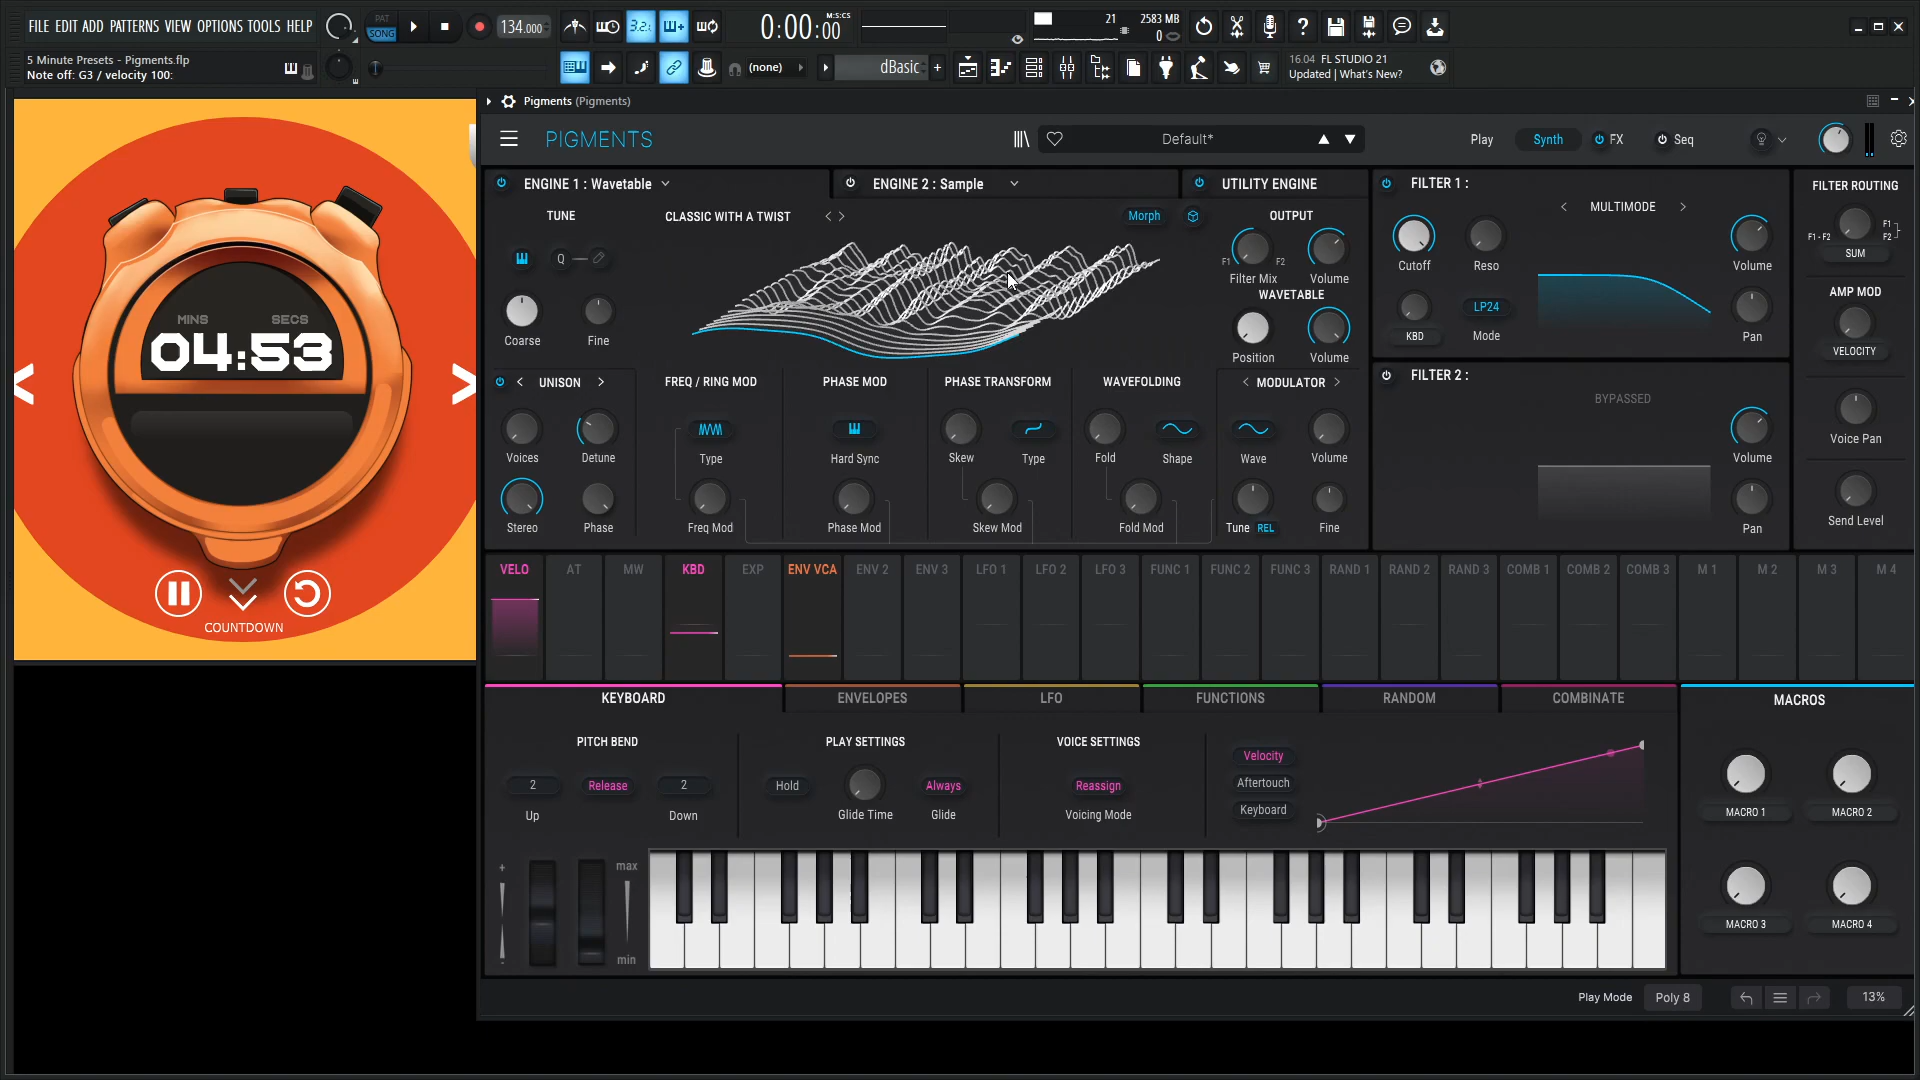 FILE EDIT ADD PATTERNS VIEW OPTIONS TOOLS HELP
PAT
SONG
134.000
3.2.
0:00:00
M:S:CS
21
2583 MB
0
5 Minute Presets - Pigments.flp
Note off: G3 / velocity 100:
(none)
dBasic
16.04 FL STUDIO 21
Updated | What's New?
Pigments (Pigments)
PIGMENTS
Default*
Play
Synth
FX
Seq
MINS
SECS
04:53
COUNTDOWN
ENGINE 1 : Wavetable
ENGINE 2 : Sample
UTILITY ENGINE
TUNE
CLASSIC WITH A TWIST
Morph
OUTPUT
Q
F1
F2
Filter Mix
Volume
WAVETABLE
Coarse
Fine
Position
Volume
UNISON
FREQ / RING MOD
PHASE MOD
PHASE TRANSFORM
WAVEFOLDING
MODULATOR
Voices
Detune
Type
Hard Sync
Skew
Type
Fold
Shape
Wave
Volume
Stereo
Phase
Freq Mod
Phase Mod
Skew Mod
Fold Mod
Tune REL
Fine
FILTER 1 :
MULTIMODE
Cutoff
Reso
Volume
KBD
LP24
Mode
Pan
FILTER 2 :
BYPASSED
Volume
Pan
FILTER ROUTING
F1 - F2
F1
F2
SUM
AMP MOD
VELOCITY
Voice Pan
Send Level
VELO
AT
MW
KBD
EXP
ENV VCA
ENV 2
ENV 3
LFO 1
LFO 2
LFO 3
FUNC 1
FUNC 2
FUNC 3
RAND 1
RAND 2
RAND 3
COMB 1
COMB 2
COMB 3
M 1
M 2
M 3
M 4
KEYBOARD
ENVELOPES
LFO
FUNCTIONS
RANDOM
COMBINATE
MACROS
PITCH BEND
PLAY SETTINGS
VOICE SETTINGS
2
Release
2
Hold
Always
Reassign
Up
Down
Glide Time
Glide
Voicing Mode
Velocity
Aftertouch
Keyboard
MACRO 1
MACRO 2
MACRO 3
MACRO 4
+
-
max
min
Play Mode
Poly 8
13%